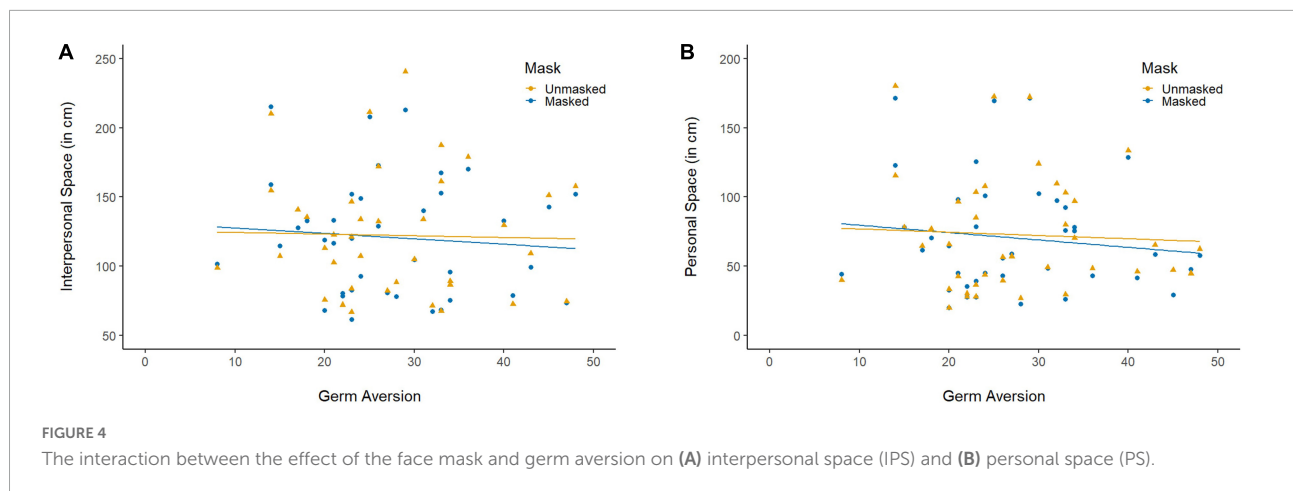 A
Interpersonal Space (in cm)
250
200
150
100
50
0 10 20 30 40 50
Germ Aversion
Mask
Unmasked
Masked
B
Personal Space (in cm)
200
150
100
50
0
0 10 20 30 40 50
Germ Aversion
Mask
Unmasked
Masked
FIGURE 4
The interaction between the effect of the face mask and germ aversion on (A) interpersonal space (IPS) and (B) personal space (PS).